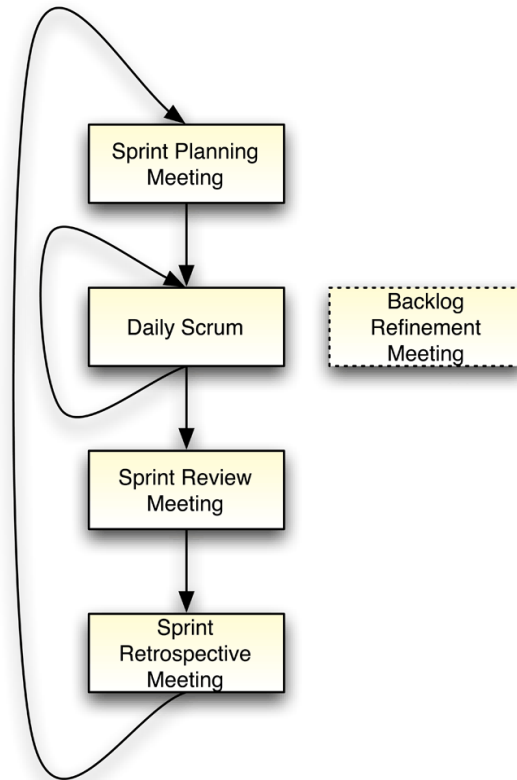 Sprint Planning
Meeting
Daily Scrum
Backlog
Refinement
Meeting
Sprint Review
Meeting
Sprint
Retrospective
Meeting